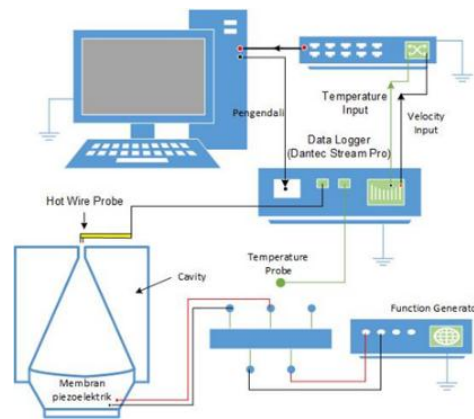 Pengendali
Temperature
Input
Velocity
Input
Data Logger
(Dantec Stream Pro)
Hot Wire Probe
Temperature
Probe
Cavity
Function Generato
Membran
piezoelektrik